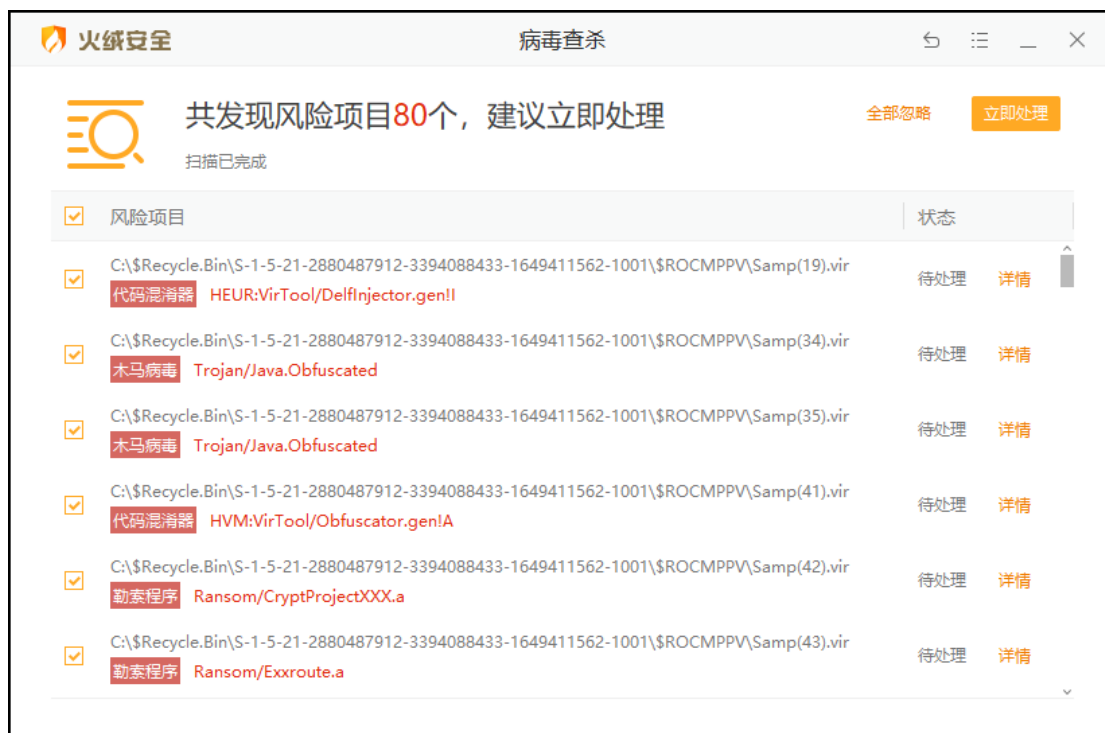 火绒安全
病毒查杀
共发现风险项目80个，建议立即处理
全部忽略
立即处理
扫描已完成
风险项目
状态
C:\$Recycle.Bin\S-1-5-21-2880487912-3394088433-1649411562-1001\$ROCMPPV\Samp(19).vir
代码混淆器 HEUR:VirTool/DelfInjector.gen!I
待处理
详情
C:\$Recycle.Bin\S-1-5-21-2880487912-3394088433-1649411562-1001\$ROCMPPV\Samp(34).vir
木马病毒 Trojan/Java.Obfuscated
待处理
详情
C:\$Recycle.Bin\S-1-5-21-2880487912-3394088433-1649411562-1001\$ROCMPPV\Samp(35).vir
木马病毒 Trojan/Java.Obfuscated
待处理
详情
C:\$Recycle.Bin\S-1-5-21-2880487912-3394088433-1649411562-1001\$ROCMPPV\Samp(41).vir
代码混淆器 HVM:VirTool/Obfuscator.gen!A
待处理
详情
C:\$Recycle.Bin\S-1-5-21-2880487912-3394088433-1649411562-1001\$ROCMPPV\Samp(42).vir
勒索程序 Ransom/CryptProjectXXX.a
待处理
详情
C:\$Recycle.Bin\S-1-5-21-2880487912-3394088433-1649411562-1001\$ROCMPPV\Samp(43).vir
勒索程序 Ransom/Exxroute.a
待处理
详情